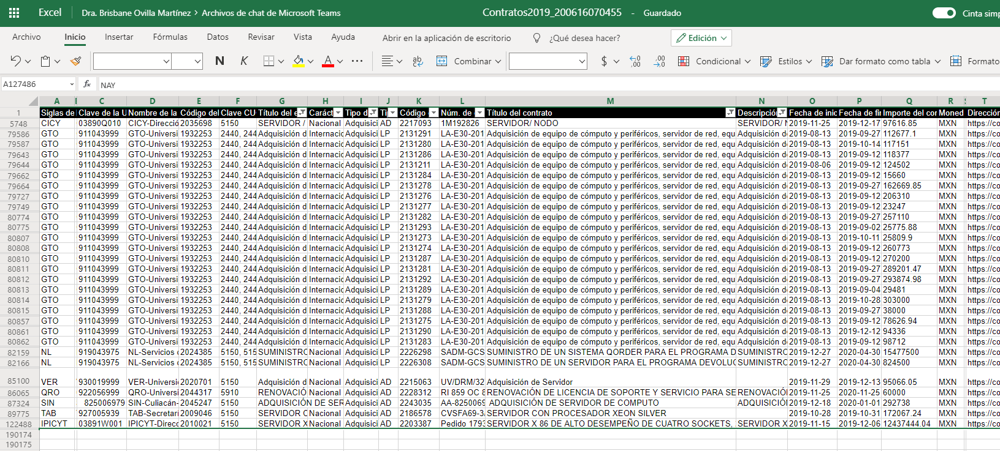 Excel Dra. Brisbane Ovilla Martínez > Archivos de chat de Microsoft Teams Contratos2019_200616070455 - Guardado Cinta simp
Archivo Inicio Insertar Fórmulas Datos Revisar Vista Ayuda Abrir en la aplicación de escritorio ¿Qué desea hacer? Edición
N K ab c Combinar $ Condicional Estilos Dar formato como tabla Formato
A127486 fx NAY
A C D E F G H I J K L M N O P Q R T
1 Siglas de Clave de la U Nombre de la Código del Clave CU Título del e Caráct Tipo d Ti Código Núm. de Título del contrato Descripción Fecha de inic Fecha de fi Importe del cor Moned Dirección
5748 CICY 03890Q010 CICY-Direcció 2035698 5150 SERVIDOR / Nacional Adquisici AD 2217093 1M192826 SERVIDOR/ NODO SERVIDOR/ N 2019-11-25 2019-12-17 97616.85 MXN https://co
79586 GTO 911043999 GTO-Universi 1932253 2440, 244 Adquisición d Internacio Adquisici LP 2131291 LA-E30-201 Adquisición de equipo de cómputo y periféricos, servidor de red, equ Adquisición de 2019-08-13 2019-09-27 112677.1 MXN https://co
79587 GTO 911043999 GTO-Universi 1932253 2440, 244 Adquisición d Internacio Adquisici LP 2131280 LA-E30-201 Adquisición de equipo de cómputo y periféricos, servidor de red, equ Adquisición de 2019-08-13 2019-10-14 117151 MXN https://co
79643 GTO 911043999 GTO-Universi 1932253 2440, 244 Adquisición d Internacio Adquisici LP 2131286 LA-E30-201 Adquisición de equipo de cómputo y periféricos, servidor de red, equ Adquisición de 2019-08-13 2019-09-12 118377 MXN https://co
79644 GTO 911043999 GTO-Universi 1932253 2440, 244 Adquisición d Internacio Adquisici LP 2131211 LA-E30-201 Adquisición de equipo de cómputo y periféricos, servidor de red, equ Adquisición de 2019-08-06 2019-09-12 124502 MXN https://co
79662 GTO 911043999 GTO-Universi 1932253 2440, 244 Adquisición d Internacio Adquisici LP 2131284 LA-E30-201 Adquisición de equipo de cómputo y periféricos, servidor de red, equ Adquisición de 2019-08-13 2019-09-12 15660 MXN https://co
79664 GTO 911043999 GTO-Universi 1932253 2440, 244 Adquisición d Internacio Adquisici LP 2131278 LA-E30-201 Adquisición de equipo de cómputo y periféricos, servidor de red, equ Adquisición de 2019-08-13 2019-09-27 162669.85 MXN https://co
79727 GTO 911043999 GTO-Universi 1932253 2440, 244 Adquisición d Internacio Adquisici LP 2131276 LA-E30-201 Adquisición de equipo de cómputo y periféricos, servidor de red, equ Adquisición de 2019-08-13 2019-09-12 206310 MXN https://co
79749 GTO 911043999 GTO-Universi 1932253 2440, 244 Adquisición d Internacio Adquisici LP 2131277 LA-E30-201 Adquisición de equipo de cómputo y periféricos, servidor de red, equ Adquisición de 2019-08-13 2019-09-12 23247 MXN https://co
80774 GTO 911043999 GTO-Universi 1932253 2440, 244 Adquisición d Internacio Adquisici LP 2131282 LA-E30-201 Adquisición de equipo de cómputo y periféricos, servidor de red, equ Adquisición de 2019-08-13 2019-09-27 257110 MXN https://co
80775 GTO 911043999 GTO-Universi 1932253 2440, 244 Adquisición d Internacio Adquisici LP 2131293 LA-E30-201 Adquisición de equipo de cómputo y periféricos, servidor de red, equ Adquisición de 2019-08-13 2019-09-02 25775.88 MXN https://co
80807 GTO 911043999 GTO-Universi 1932253 2440, 244 Adquisición d Internacio Adquisici LP 2131273 LA-E30-201 Adquisición de equipo de cómputo y periféricos, servidor de red, equ Adquisición de 2019-08-13 2019-10-11 25809.9 MXN https://co
80808 GTO 911043999 GTO-Universi 1932253 2440, 244 Adquisición d Internacio Adquisici LP 2131274 LA-E30-201 Adquisición de equipo de cómputo y periféricos, servidor de red, equ Adquisición de 2019-08-13 2019-09-12 260773 MXN https://co
80810 GTO 911043999 GTO-Universi 1932253 2440, 244 Adquisición d Internacio Adquisici LP 2131287 LA-E30-201 Adquisición de equipo de cómputo y periféricos, servidor de red, equ Adquisición de 2019-08-13 2019-09-12 270200 MXN https://co
80811 GTO 911043999 GTO-Universi 1932253 2440, 244 Adquisición d Internacio Adquisici LP 2131281 LA-E30-201 Adquisición de equipo de cómputo y periféricos, servidor de red, equ Adquisición de 2019-08-13 2019-09-27 289201.47 MXN https://co
80812 GTO 911043999 GTO-Universi 1932253 2440, 244 Adquisición d Internacio Adquisici LP 2131292 LA-E30-201 Adquisición de equipo de cómputo y periféricos, servidor de red, equ Adquisición de 2019-08-13 2019-09-27 293874.98 MXN https://co
80813 GTO 911043999 GTO-Universi 1932253 2440, 244 Adquisición d Internacio Adquisici LP 2131289 LA-E30-201 Adquisición de equipo de cómputo y periféricos, servidor de red, equ Adquisición de 2019-08-13 2019-09-04 29481 MXN https://co
80814 GTO 911043999 GTO-Universi 1932253 2440, 244 Adquisición d Internacio Adquisici LP 2131279 LA-E30-201 Adquisición de equipo de cómputo y periféricos, servidor de red, equ Adquisición de 2019-08-13 2019-10-28 303000 MXN https://co
80815 GTO 911043999 GTO-Universi 1932253 2440, 244 Adquisición d Internacio Adquisici LP 2131288 LA-E30-201 Adquisición de equipo de cómputo y periféricos, servidor de red, equ Adquisición de 2019-08-13 2019-09-27 38000 MXN https://co
80857 GTO 911043999 GTO-Universi 1932253 2440, 244 Adquisición d Internacio Adquisici LP 2131275 LA-E30-201 Adquisición de equipo de cómputo y periféricos, servidor de red, equ Adquisición de 2019-08-13 2019-09-12 78626.94 MXN https://co
80861 GTO 911043999 GTO-Universi 1932253 2440, 244 Adquisición d Internacio Adquisici LP 2131290 LA-E30-201 Adquisición de equipo de cómputo y periféricos, servidor de red, equ Adquisición de 2019-08-13 2019-12-12 94336 MXN https://co
80862 GTO 911043999 GTO-Universi 1932253 2440, 244 Adquisición d Internacio Adquisici LP 2131283 LA-E30-201 Adquisición de equipo de cómputo y periféricos, servidor de red, equ Adquisición de 2019-08-13 2019-09-12 98712 MXN https://co
82159 NL 919043975 NL-Servicios 2024385 5150, 515 SUMINISTRO Nacional Adquisici LP 2226298 SADM-GCS SUMINISTRO DE UN SISTEMA QORDER PARA EL PROGRAMA D SUMINISTRO 2019-12-27 2020-04-30 15477500 MXN https://co
82166 NL 919043975 NL-Servicios 2024385 5150, 515 SUMINISTRO Nacional Adquisici LP 2226308 SADM-GCS SUMINISTRO DE UN SERVIDOR PARA EL PROGRAMA DEVOLUC SUMINISTRO 2019-12-27 2020-04-30 824500 MXN https://co
85100 VER 930019999 VER-Universi 2020701 5150 Adquisición d Nacional Adquisici AD 2215063 UV/DRM/32 Adquisición de Servidor 2019-11-29 2019-12-13 95066.05 MXN https://co
86065 QRO 922056999 QRO-Universi 2044317 5910 RENOVACIÓ Nacional Adquisici AD 2228312 RI 859 OC 8 RENOVACIÓN DE LICENCIA DE SOPORTE Y SERVICIO PARA SE RENOVACIÓN 2019-11-25 2020-11-25 60000 MXN https://co
87324 SIN 825006979 SIN-Culiacán- 2045247 5150 ADQUISICIÓN DE SER Nacional Adquisici AD 2243035 AA-8250069 ADQUISICIÓN DE SERVIDOR DE COMPUTO ADQUISICIÓN 2019-12-18 2020-01-01 292738 MXN https://co
89775 TAB 927005939 TAB-Secretari 2009046 5150 SERVIDOR C Nacional Adquisici AD 2186578 CVSFA69-3/ SERVIDOR CON PROCESADOR XEON SILVER 2019-10-28 2019-10-31 172067.24 MXN https://co
122488 IPICYT 03891W001 IPICYT-Direcc 2010021 5150 SERVIDOR X Nacional Adquisici AD 2203387 Pedido 1793 SERVIDOR X 86 DE ALTO DESEMPEÑO DE CUATRO SOCKETS, SERVIDOR X 2019-11-15 2019-12-06 12437444.04 MXN https://co
190174
190175